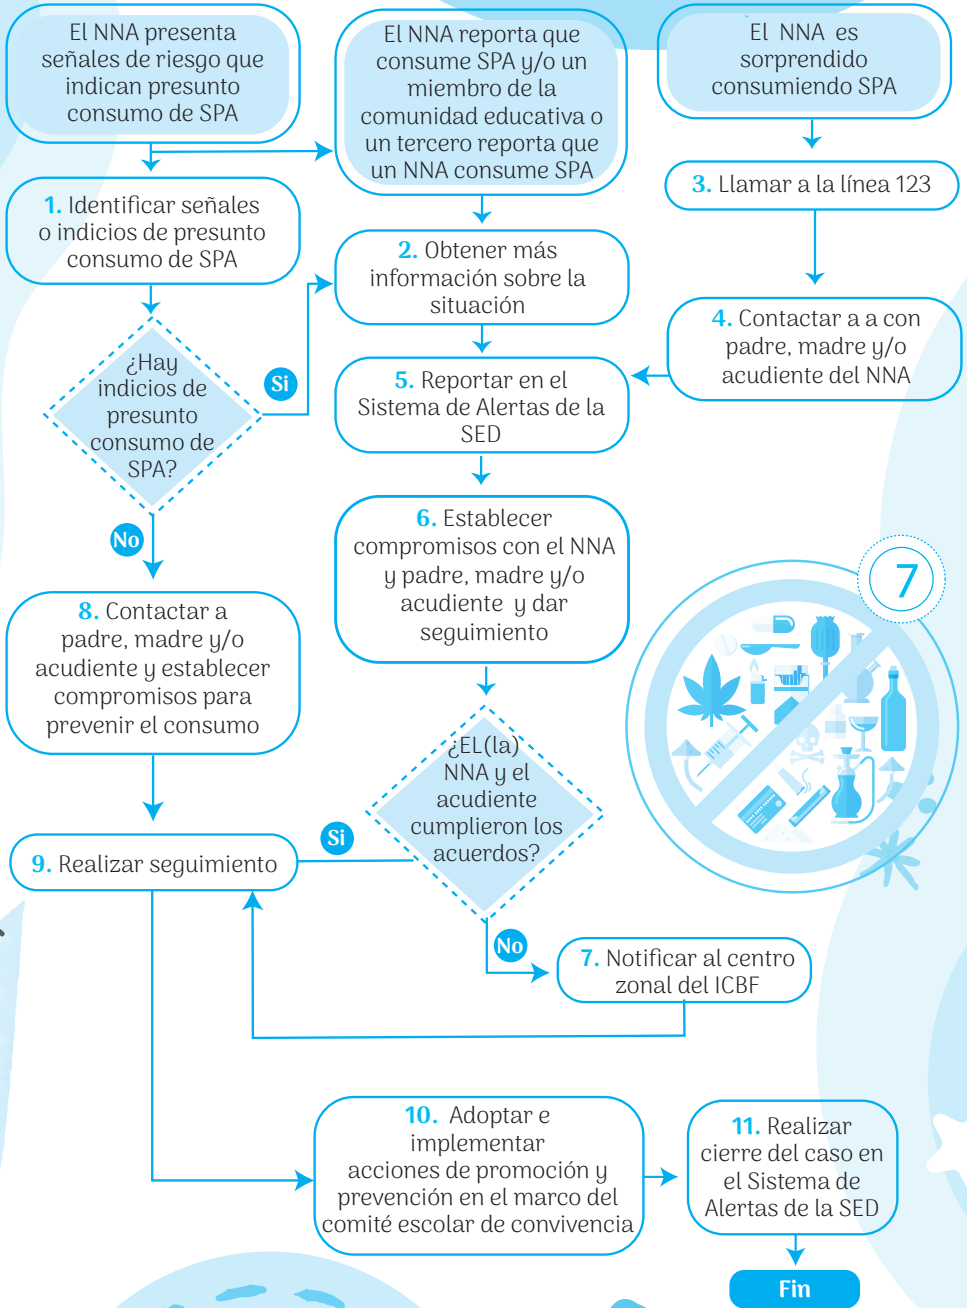 El NNA presenta
señales de riesgo que
indican presunto
consumo de SPA
El NNA reporta que
consume SPA y/o un
miembro de la
comunidad educativa o
un tercero reporta que
un NNA consume SPA
El NNA es
sorprendido
consumiendo SPA
1. Identificar señales
o indicios de presunto
consumo de SPA
2. Obtener más
información sobre la
situación
3. Llamar a la línea 123
4. Contactar a a con
padre, madre y/o
acudiente del NNA
¿Hay
indicios de
presunto
consumo de
SPA?
Si
No
5. Reportar en el
Sistema de Alertas de la
SED
6. Establecer
compromisos con el NNA
y padre, madre y/o
acudiente y dar
seguimiento
7
8. Contactar a
padre, madre y/o
acudiente y establecer
compromisos para
prevenir el consumo
¿EL(la)
NNA y el
acudiente
cumplieron los
acuerdos?
Si
No
9. Realizar seguimiento
7. Notificar al centro
zonal del ICBF
10. Adoptar e
implementar
acciones de promoción y
prevención en el marco del
comité escolar de convivencia
11. Realizar
cierre del caso en
el Sistema de
Alertas de la SED
Fin